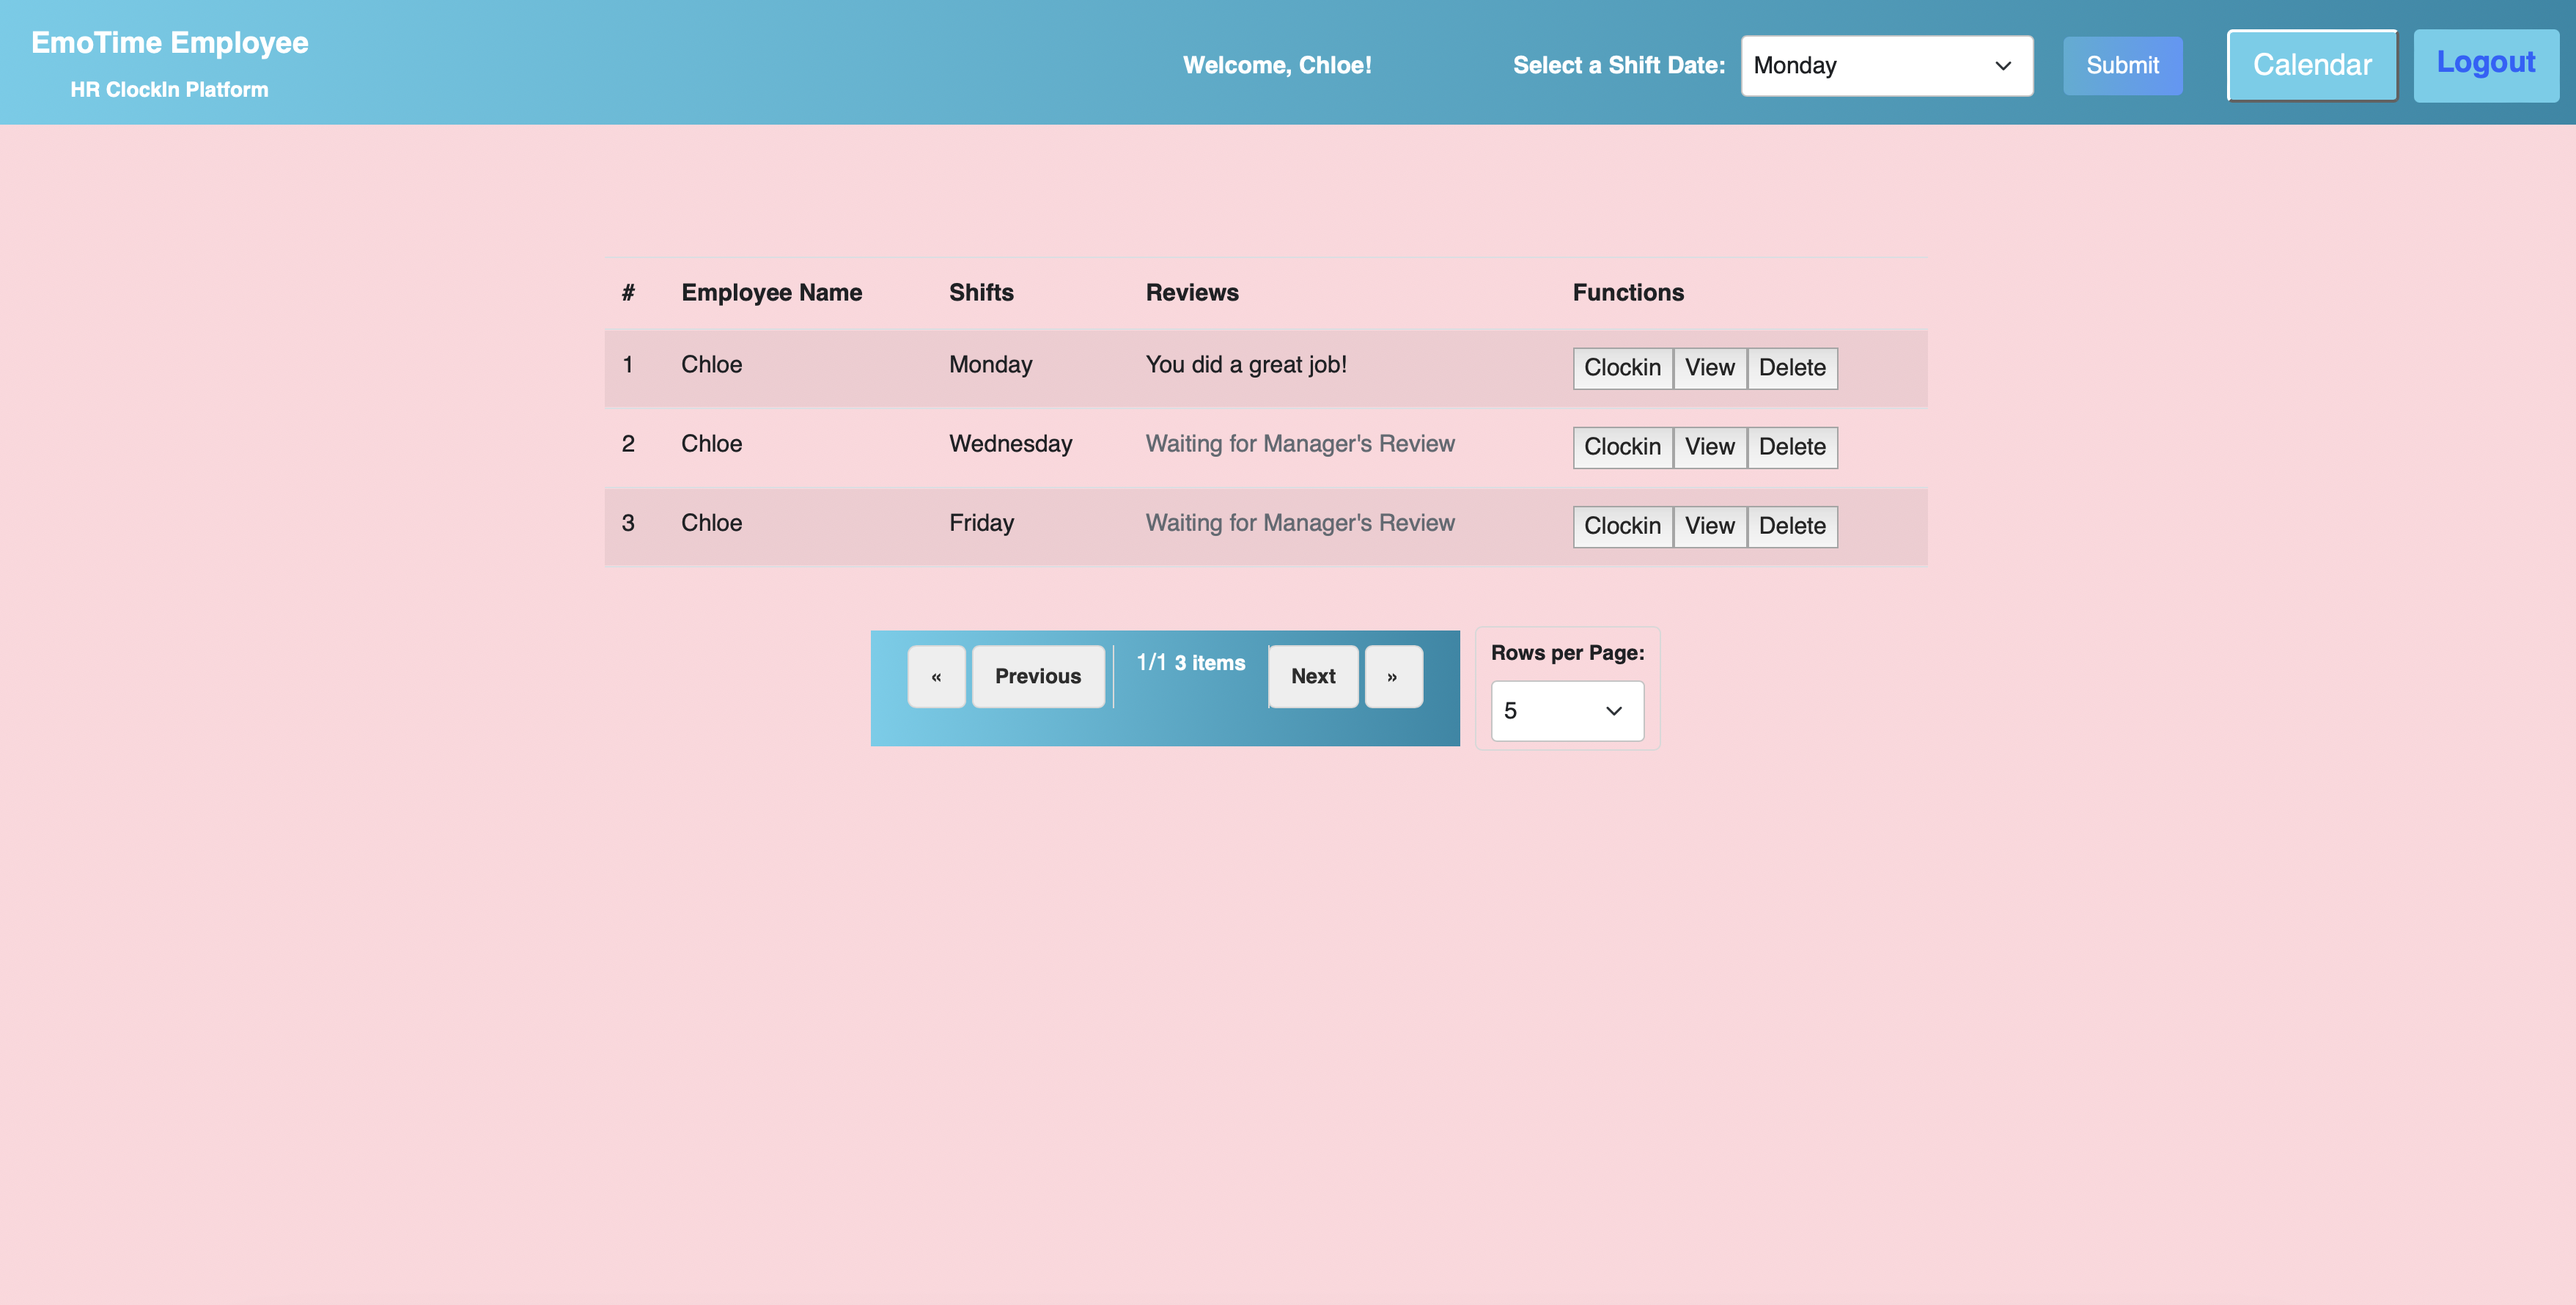 EmoTime Employee
HR ClockIn Platform
Welcome, Chloe!
Select a Shift Date:
Monday
Submit
Calendar
Logout
# Employee Name Shifts Reviews Functions
1 Chloe Monday You did a great job! Clockin View Delete
2 Chloe Wednesday Waiting for Manager's Review Clockin View Delete
3 Chloe Friday Waiting for Manager's Review Clockin View Delete
« Previous 1/1 3 items Next »
Rows per Page:
5